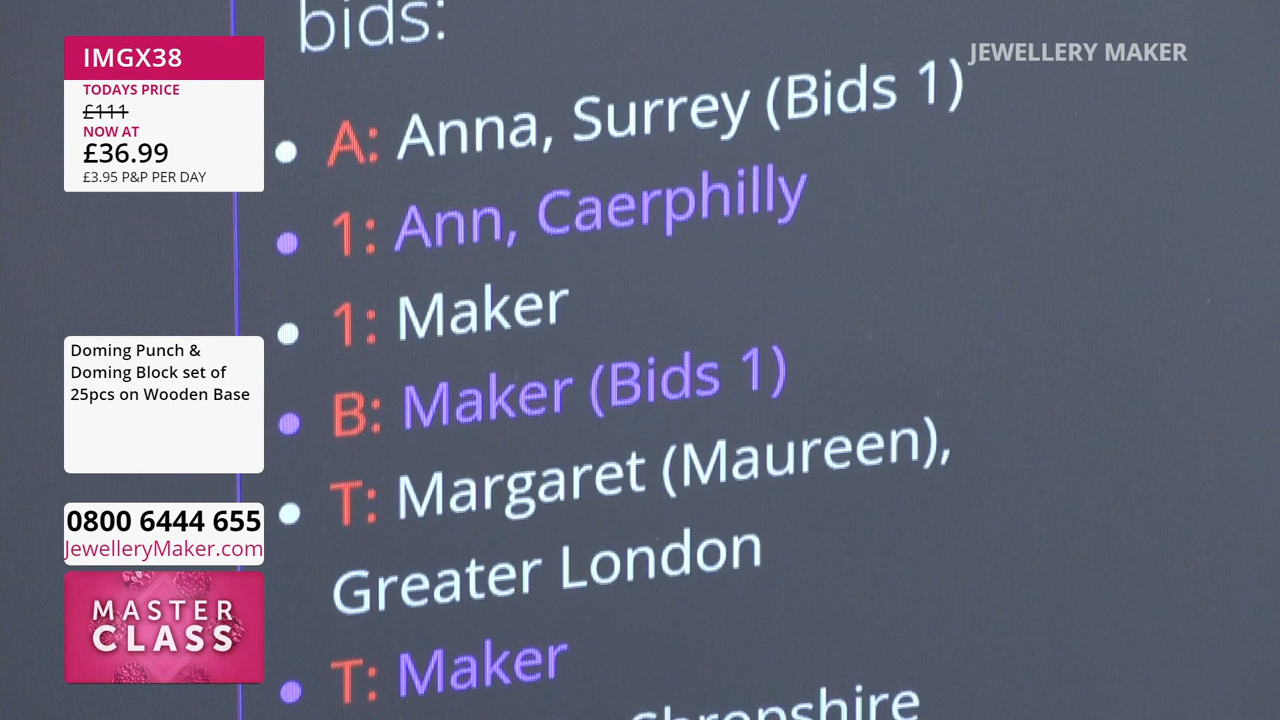 IMGX38
TODAYS PRICE
£111
NOW AT
£36.99
£3.95 P&P PER DAY
Doming Punch &
Doming Block set of
25pcs on Wooden Base
0800 6444 655
JewelleryMaker.com
MASTER
CLASS
JEWELLERY MAKER
bids:
• A: Anna, Surrey (Bids 1)
• 1: Ann, Caerphilly
• 1: Maker
• B: Maker (Bids 1)
• T: Margaret (Maureen),
Greater London
• T: Maker
Shropshire